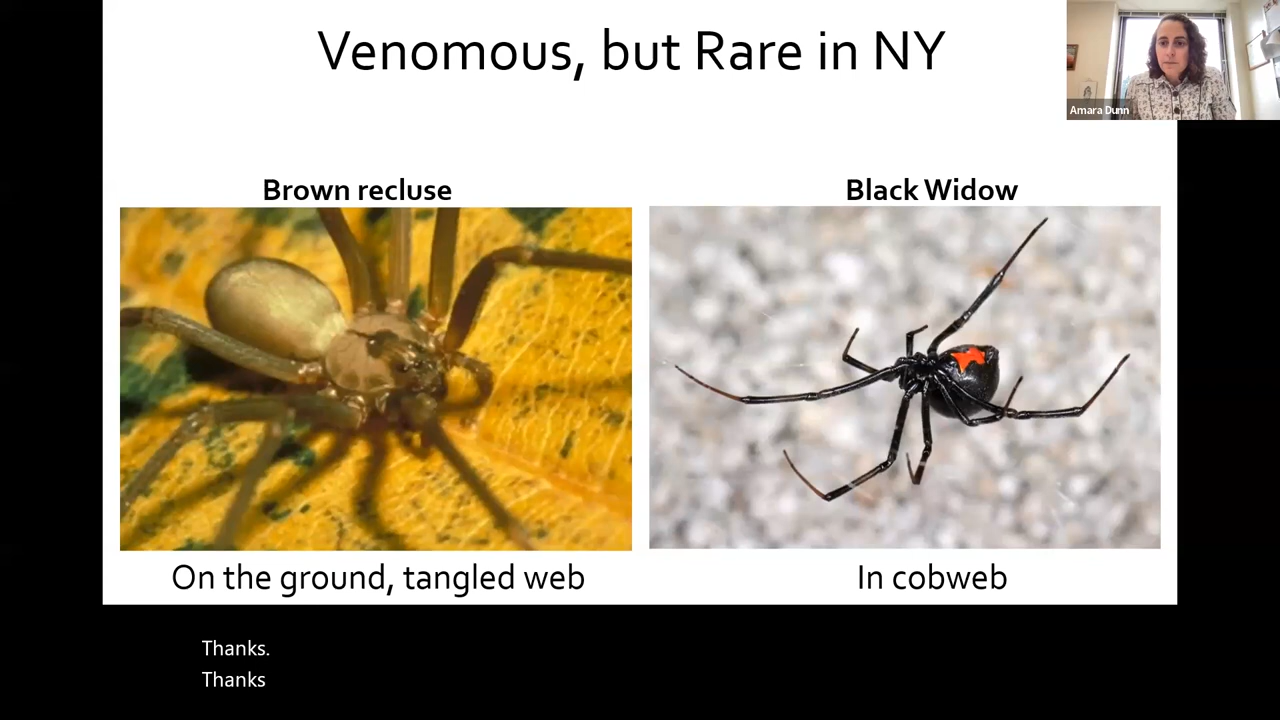 Venomous, but Rare in NY
Amara Dunn
Brown recluse
Black Widow
On the ground, tangled web
In cobweb
Thanks.
Thanks